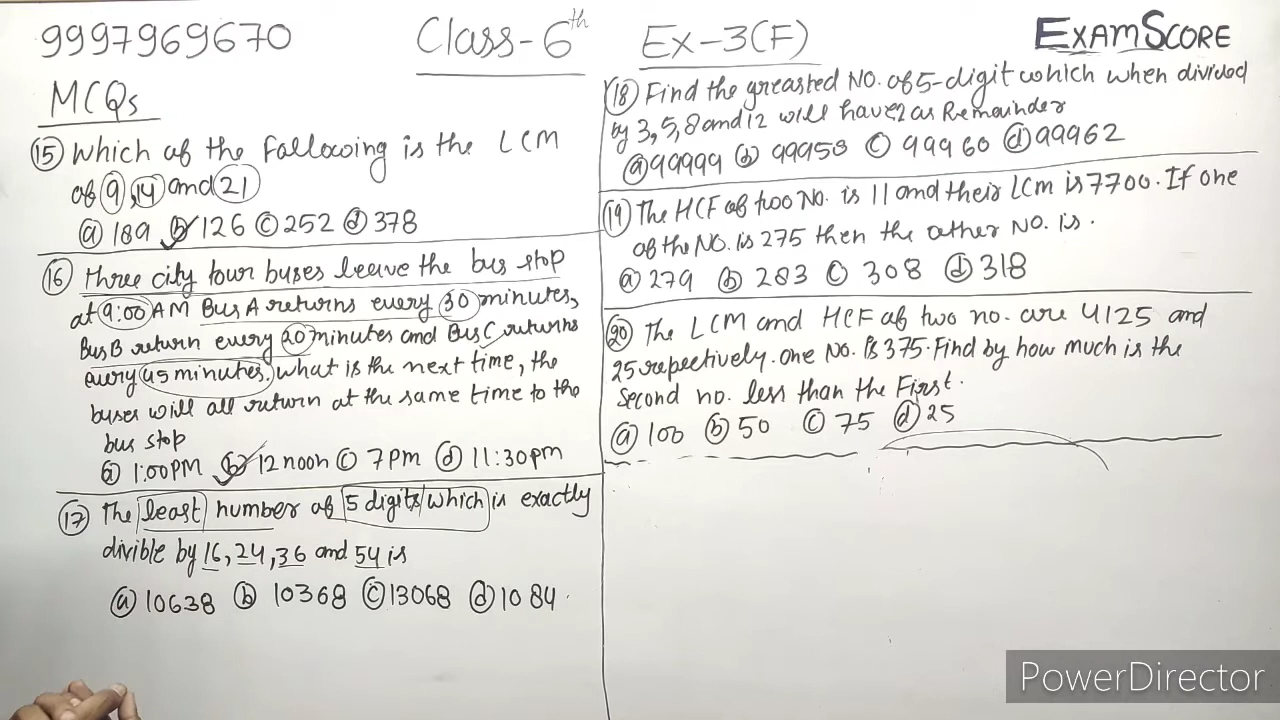 9997969670 Class-6th Ex-3(F) EXAMSCORE
MCQs
(15) Which of the following is the LCM
of 9, 14 and 21
(a) 189 (b) 126 (c) 252 (d) 378
(16) Three city tour buses leave the bus stop
at 9:00 AM Bus A returns every 30 minutes,
Bus B return every 20 minutes and Bus C returns
every 45 minutes. what is the next time, the
buses will all return at the same time to the
bus stop
(a) 1:00PM (b) 12 noon (c) 7pm (d) 11:30pm
(17) The least number of 5 digits which is exactly
divible by 16, 24, 36 and 54 is
(a) 10638 (b) 10368 (c) 13068 (d) 1084.
(18) Find the greasted NO. of 5-digit which when divided
by 3, 5, 8 and 12 will have 2 as Remainder
(a) 99999 (b) 99958 (c) 99960 (d) 99962
(19) The HCF of two NO. is 11 and their LCM is 7700. If one
of the NO. is 275 then the other NO. is.
(a) 279 (b) 283 (c) 308 (d) 318
(20) The LCM and HCF of two no. are 4125 and
25 repectively. one No. is 375. Find by how much is the
Second no. less than the First.
(a) 100 (b) 50 (c) 75 (d) 25
PowerDirector